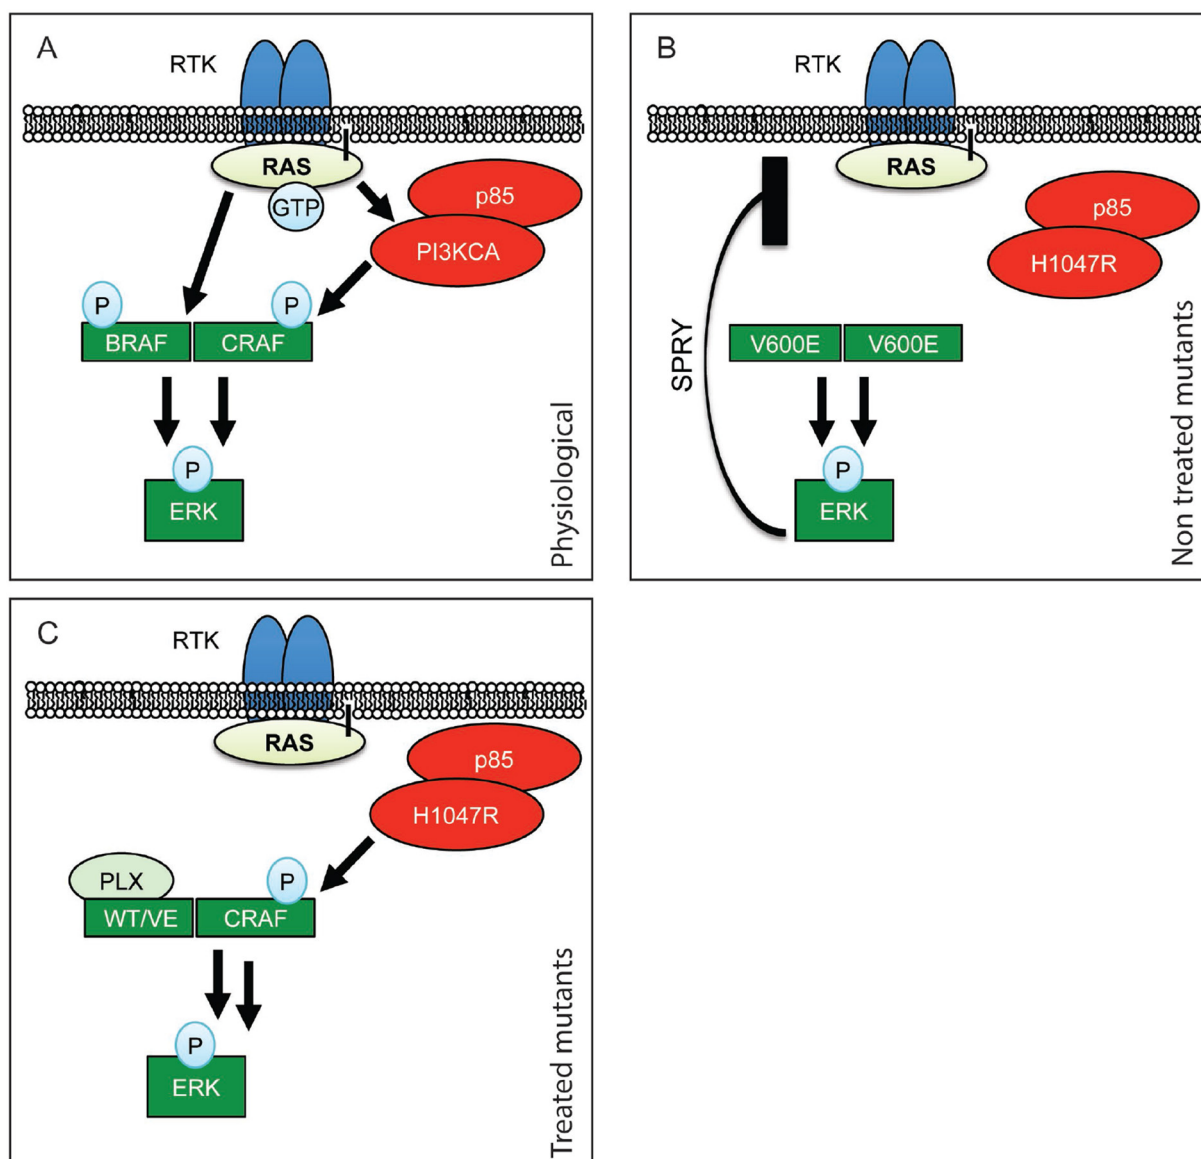 A
RTK
RAS
GTP
p85
PI3KCA
P
P
BRAF
CRAF
P
ERK
Physiological
B
RTK
RAS
p85
H1047R
SPRY
V600E
V600E
P
ERK
Non treated mutants
C
RTK
RAS
p85
H1047R
PLX
P
WT/VE
CRAF
P
ERK
Treated mutants